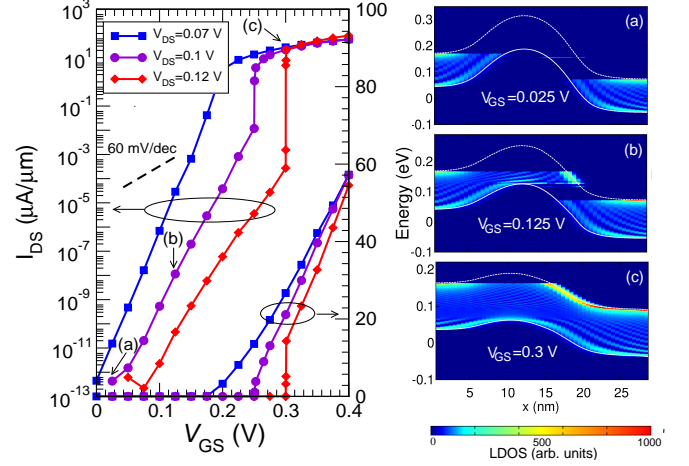 (c)
V_DS=0.07 V
V_DS=0.1 V
V_DS=0.12 V
60 mV/dec
(b)
(a)
10^3
10^1
10^-1
10^-3
10^-5
10^-7
10^-9
10^-11
10^-13
I_DS (μA/μm)
100
80
60
40
20
0
0
0.1
0.2
0.3
0.4
V_GS (V)
(a)
0.3
0.2
0.1
0
-0.1
V_GS=0.025 V
(b)
0.2
0.1
0
-0.1
V_GS=0.125 V
(c)
0.2
0.1
0
-0.1
V_GS=0.3 V
Energy (eV)
5
10
15
20
25
x (nm)
0
500
1000
LDOS (arb. units)